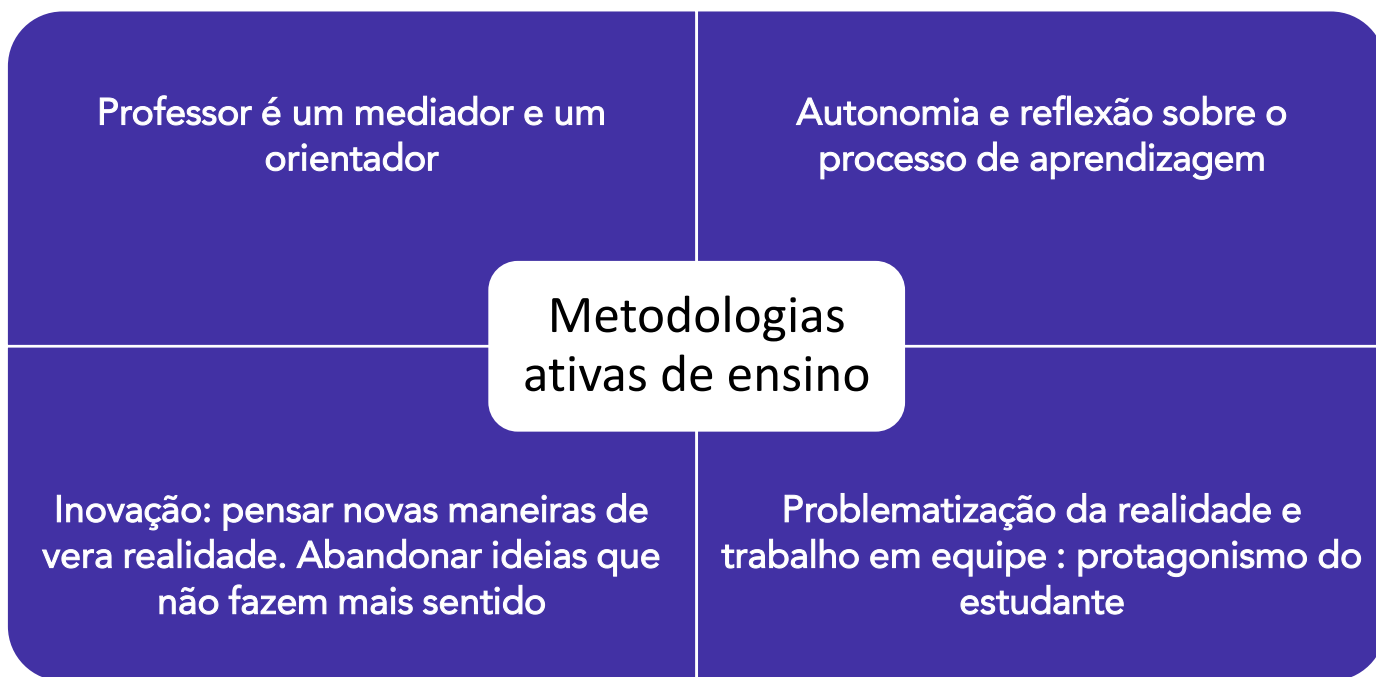 Professor é um mediador e um
orientador
Autonomia e reflexão sobre o
processo de aprendizagem
Metodologias
ativas de ensino
Inovação: pensar novas maneiras de
vera realidade. Abandonar ideias que
não fazem mais sentido
Problematização da realidade e
trabalho em equipe : protagonismo do
estudante